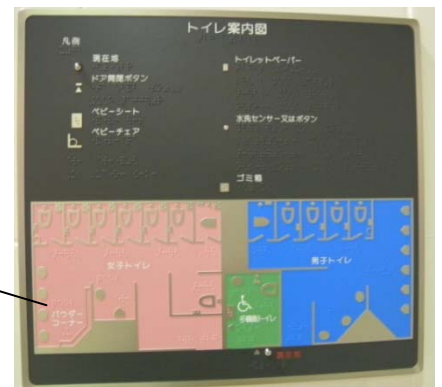 トイレ案内図
凡例
現在地
ドア開閉ボタン
ベビーシート
ベビーチェア
トイレットペーパー
水洗センサー又はボタン
ゴミ箱
女子トイレ
男子トイレ
パウダー
コーナー
多機能トイレ
現在地